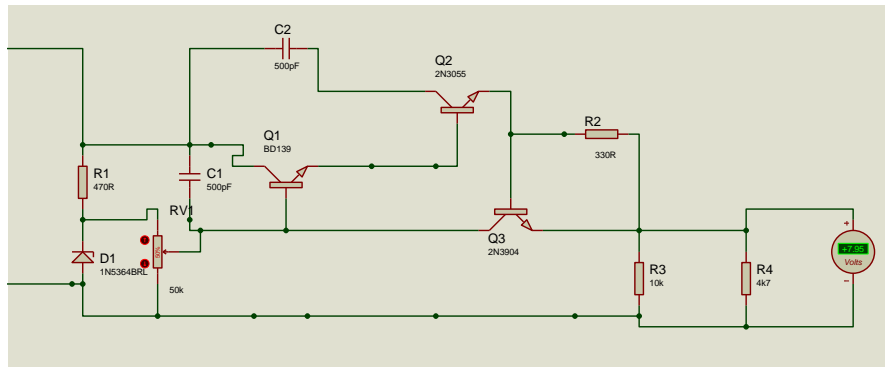 C2
500pF
Q2
2N3055
Q1
BD139
R2
330R
R1
470R
C1
500pF
RV1
50%
50k
D1
1N5364BRL
Q3
2N3904
R3
10k
R4
4k7
+
+7.95
Volts
−